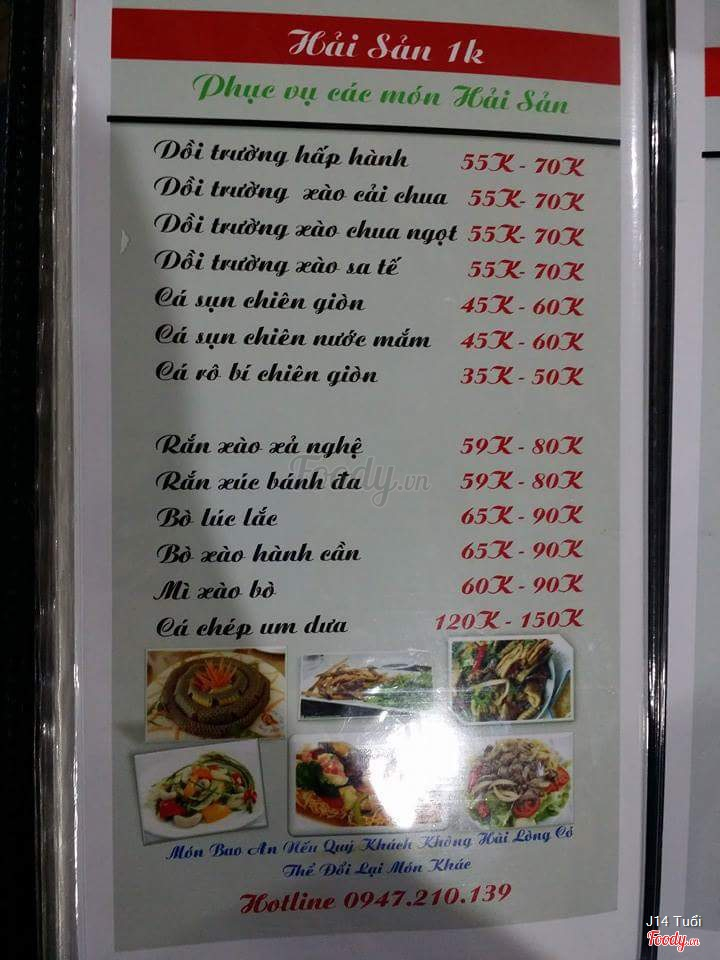 Hải Sản 1k
Phục vụ các món Hải Sản
Dồi trường hấp hành 55K - 70K
Dồi trường xào cải chua 55K- 70K
Dồi trường xào chua ngọt 55K- 70K
Dồi trường xào sa tế 55K- 70K
Cá sụn chiên giòn 45K - 60K
Cá sụn chiên nước mắm 45K - 60K
Cá rô bí chiên giòn 35K - 50K
Rắn xào xả nghệ 59K - 80K
Rắn xúc bánh đa 59K - 80K
Foody.vn
Bò lúc lắc 65K - 90K
Bò xào hành cần 65K - 90K
Mì xào bò 60K - 90K
Cá chép um dưa 120K - 150K
Món Bao Ăn Nếu Quý Khách Không Hài Lòng Có
Thể Đổi Lại Món Khác
Hotline 0947.210.139
J14 Tuổi
Foody.vn